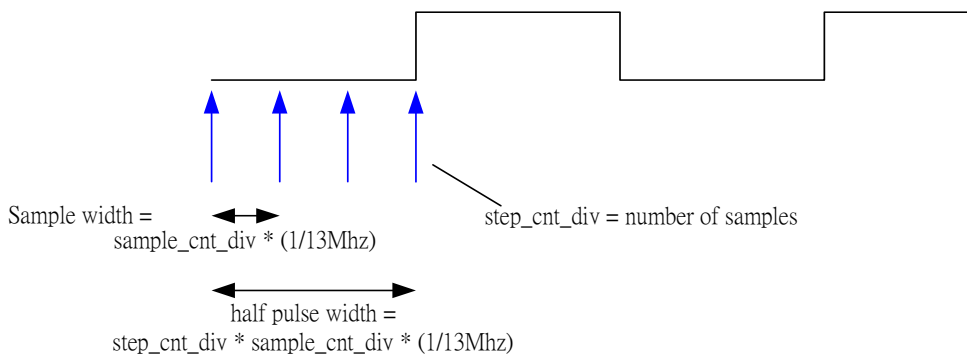 Sample width =
sample_cnt_div * (1/13Mhz)
step_cnt_div = number of samples
half pulse width =
step_cnt_div * sample_cnt_div * (1/13Mhz)